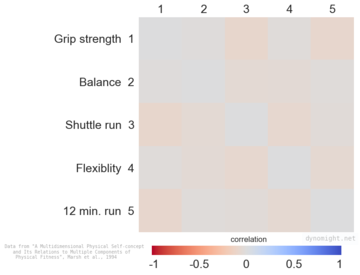 1 2 3 4 5
Grip strength 1
Balance 2
Shuttle run 3
Flexiblity 4
12 min. run 5
correlation
dynomight.net
Data from "A Multidimensional Physical Self-concept
and Its Relations to Multiple Components of
Physical Fitness", Marsh et al., 1994
-1 -0.5 0 0.5 1